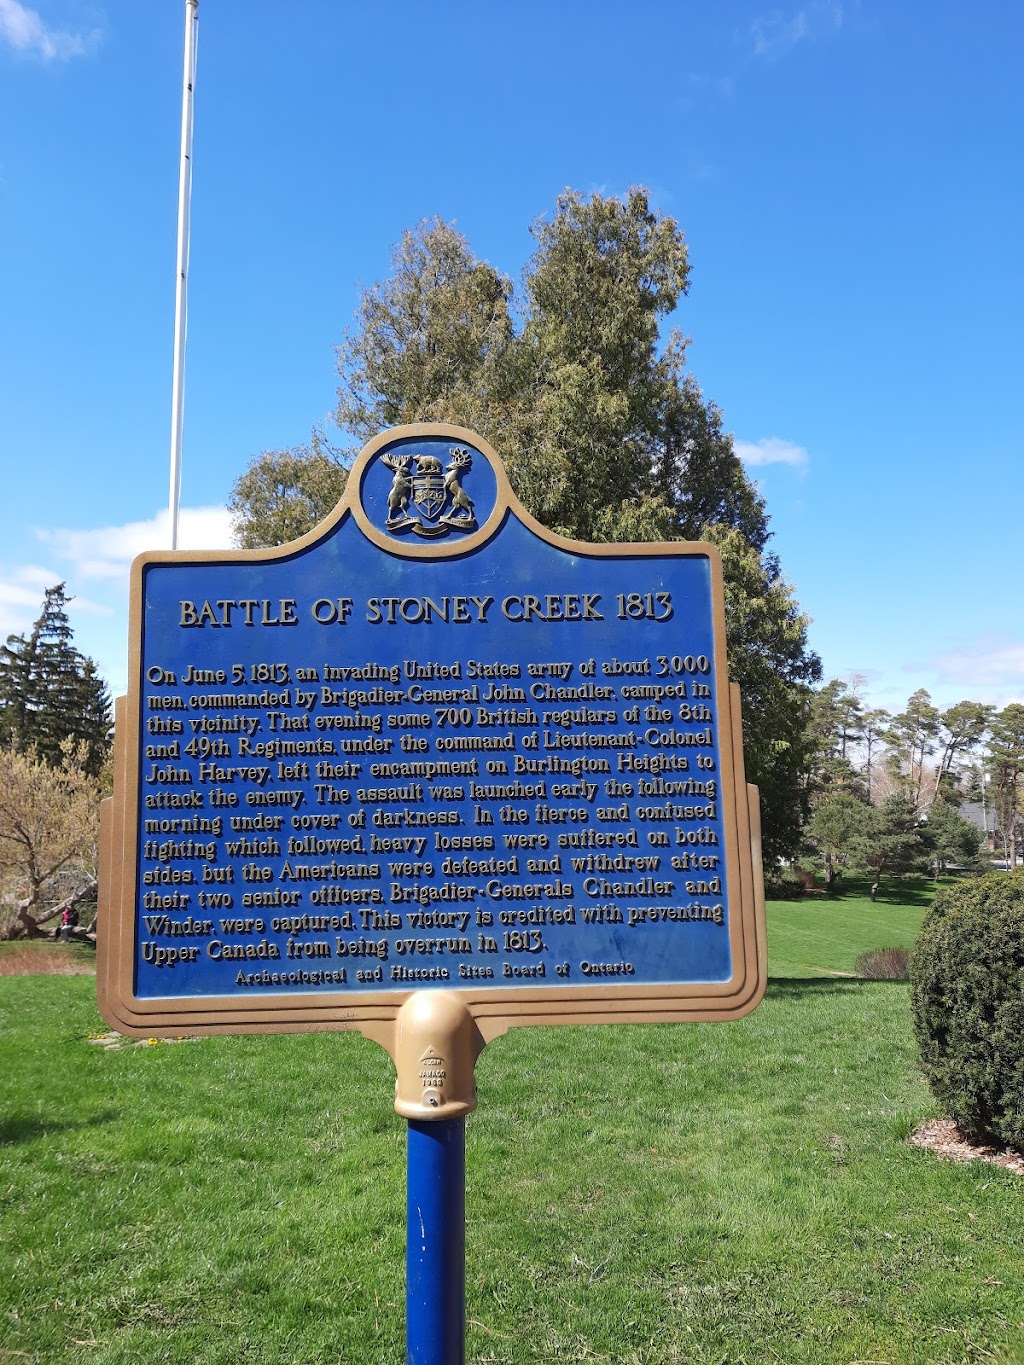 BATTLE OF STONEY CREEK 1813
On June 5, 1813, an invading United States army of about 3,000
men, commanded by Brigadier-General John Chandler, camped in
this vicinity. That evening some 700 British regulars of the 8th
and 49th Regiments, under the command of Lieutenant-Colonel
John Harvey, left their encampment on Burlington Heights to
attack the enemy. The assault was launched early the following
morning under cover of darkness. In the fierce and confused
fighting which followed, heavy losses were suffered on both
sides, but the Americans were defeated and withdrew after
their two senior officers, Brigadier-Generals Chandler and
Winder, were captured. This victory is credited with preventing
Upper Canada from being overrun in 1813.
Archaeological and Historic Sites Board of Ontario